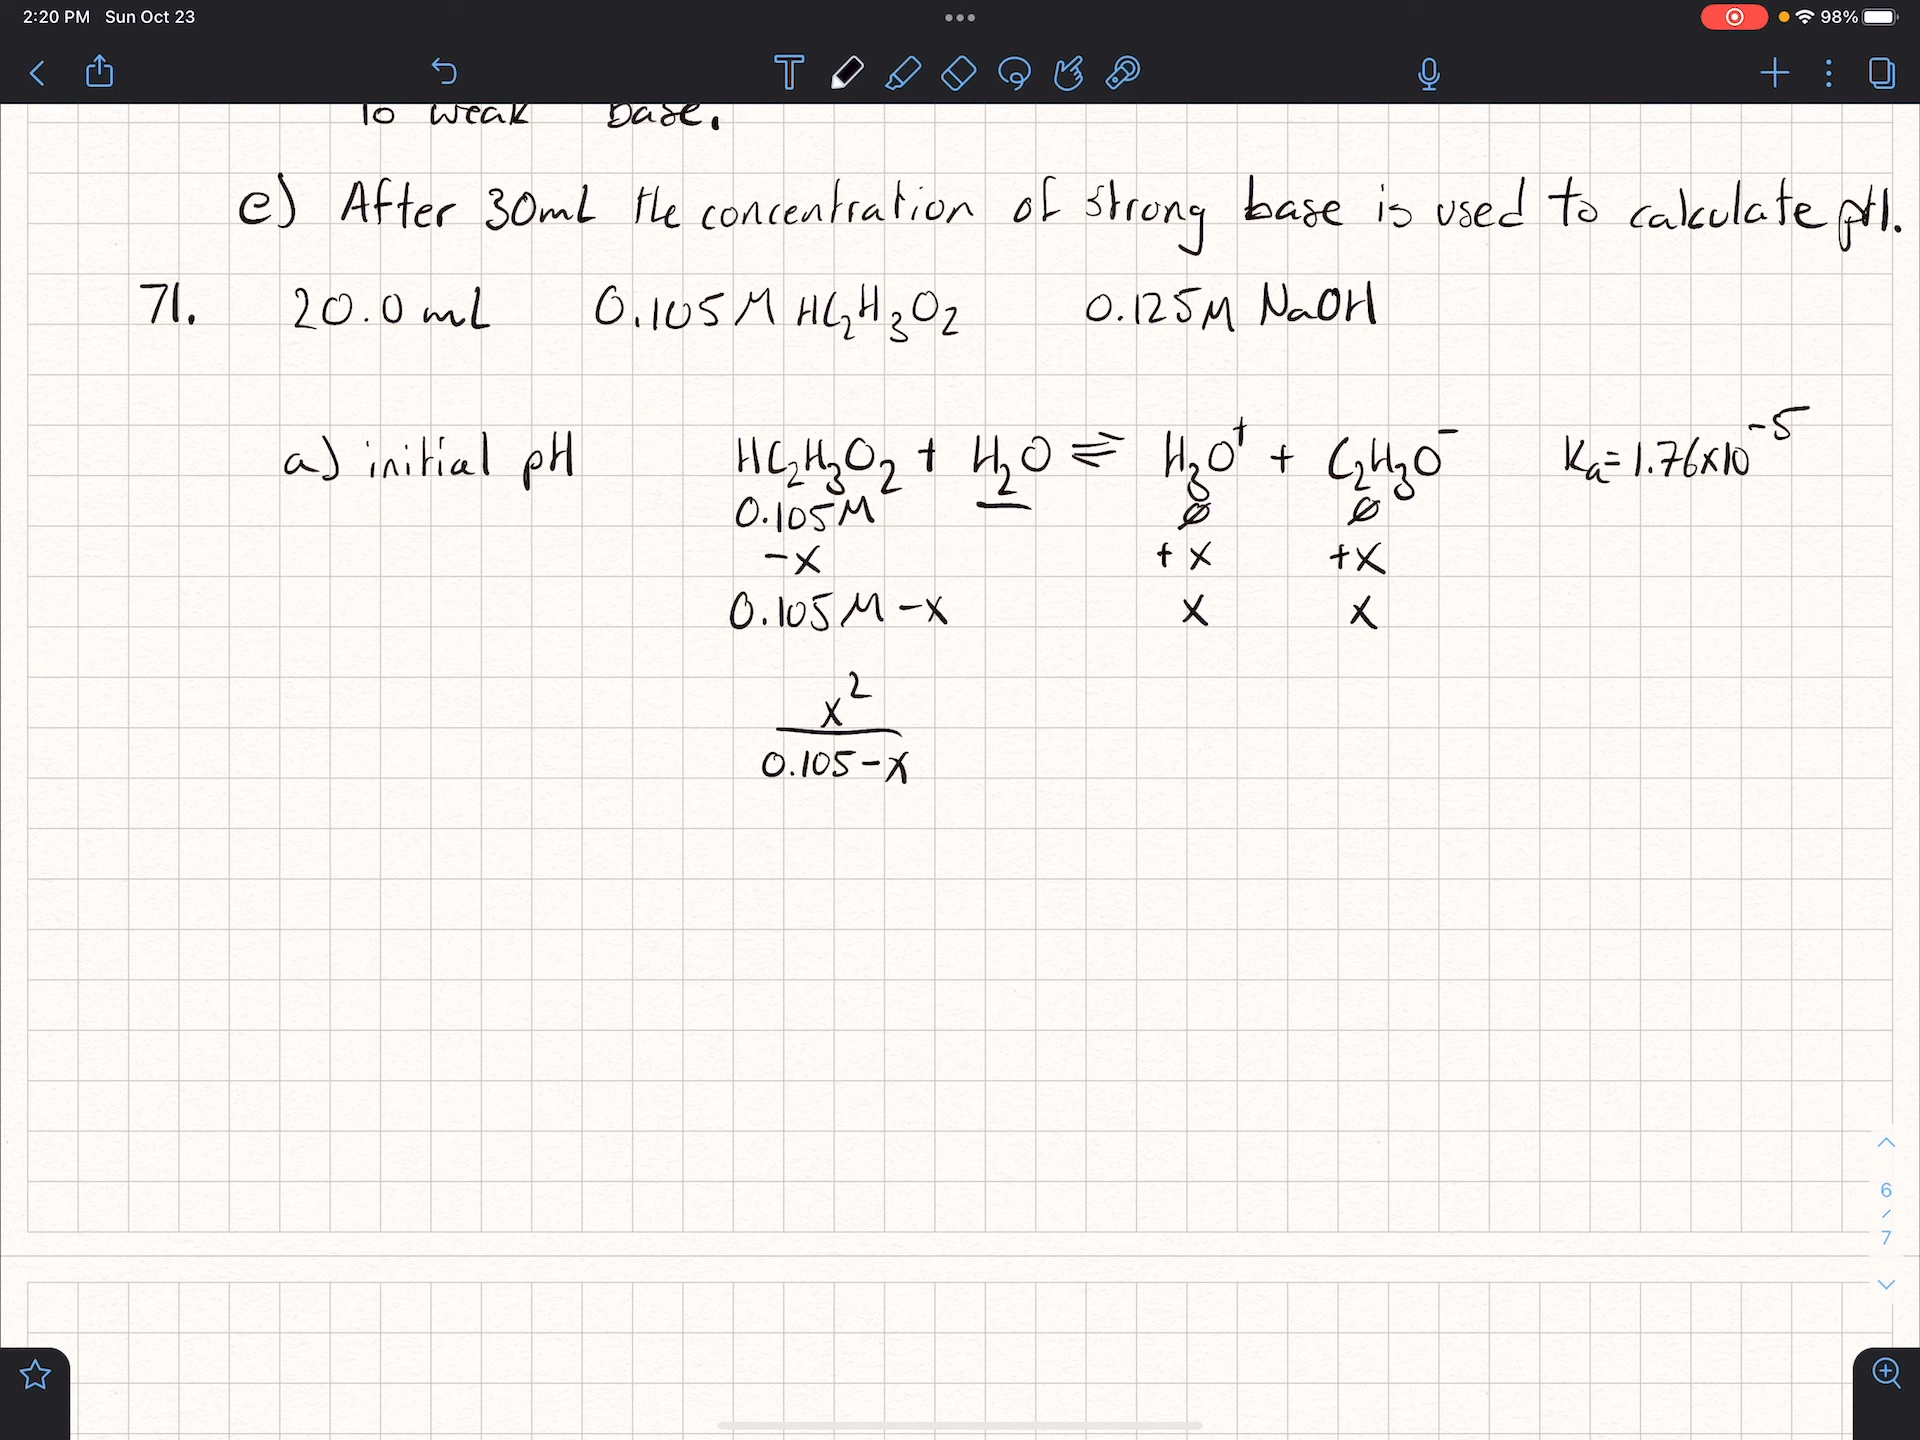 2:20 PM Sun Oct 23
98%
To weak base.
e) After 30mL the concentration of strong base is used to calculate pH.
71. 20.0 mL 0.105 M HC₂H₃O₂ 0.125M NaOH
a) initial pH HC₂H₃O₂ + H₂O ⇌ H₃O⁺ + C₂H₃O⁻ Ka = 1.76x10⁻⁵
0.105M ∅ ∅
-x +x +x
0.105M-x x x
x²
0.105-x
6
/
7